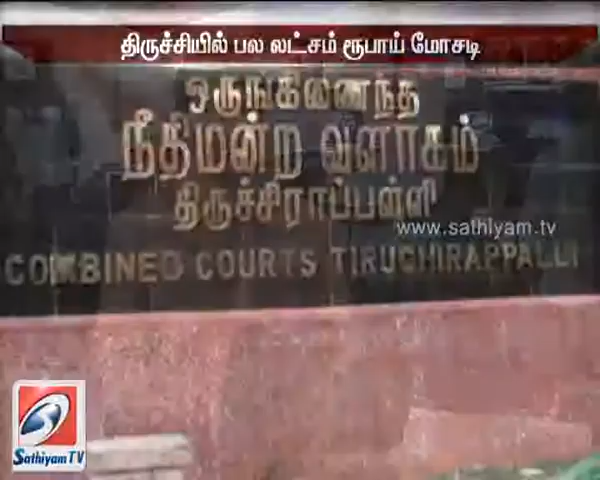 திருச்சியில் பல லட்சம் ரூபாய் மோசடி
ஒருங்கிணைந்த
நீதிமன்ற வளாகம்
திருச்சிராப்பள்ளி
www.sathiyam.tv
COMBINED COURTS TIRUCHIRAPPALLI
Sathiyam TV